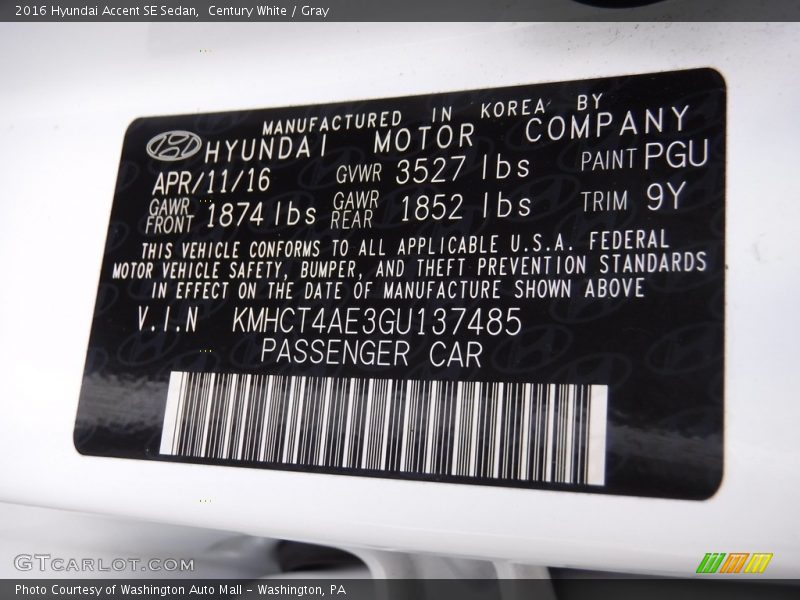 2016 Hyundai Accent SE Sedan,  Century White / Gray
MANUFACTURED IN KOREA BY
HYUNDAI MOTOR COMPANY
APR/11/16 GVWR 3527 lbs PAINT PGU
GAWR FRONT 1874 lbs GAWR REAR 1852 lbs TRIM 9Y
THIS VEHICLE CONFORMS TO ALL APPLICABLE U.S.A. FEDERAL
MOTOR VEHICLE SAFETY, BUMPER, AND THEFT PREVENTION STANDARDS
IN EFFECT ON THE DATE OF MANUFACTURE SHOWN ABOVE
V.I.N KMHCT4AE3GU137485
PASSENGER CAR
GTCARLOT.COM
Photo Courtesy of Washington Auto Mall - Washington, PA